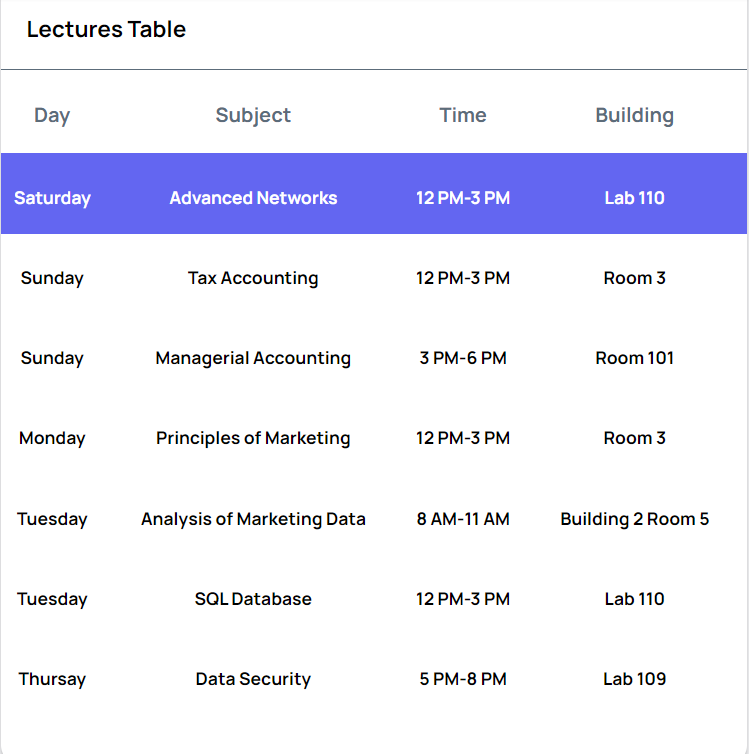 Lectures Table
Day Subject Time Building
Saturday Advanced Networks 12 PM-3 PM Lab 110
Sunday Tax Accounting 12 PM-3 PM Room 3
Sunday Managerial Accounting 3 PM-6 PM Room 101
Monday Principles of Marketing 12 PM-3 PM Room 3
Tuesday Analysis of Marketing Data 8 AM-11 AM Building 2 Room 5
Tuesday SQL Database 12 PM-3 PM Lab 110
Thursay Data Security 5 PM-8 PM Lab 109